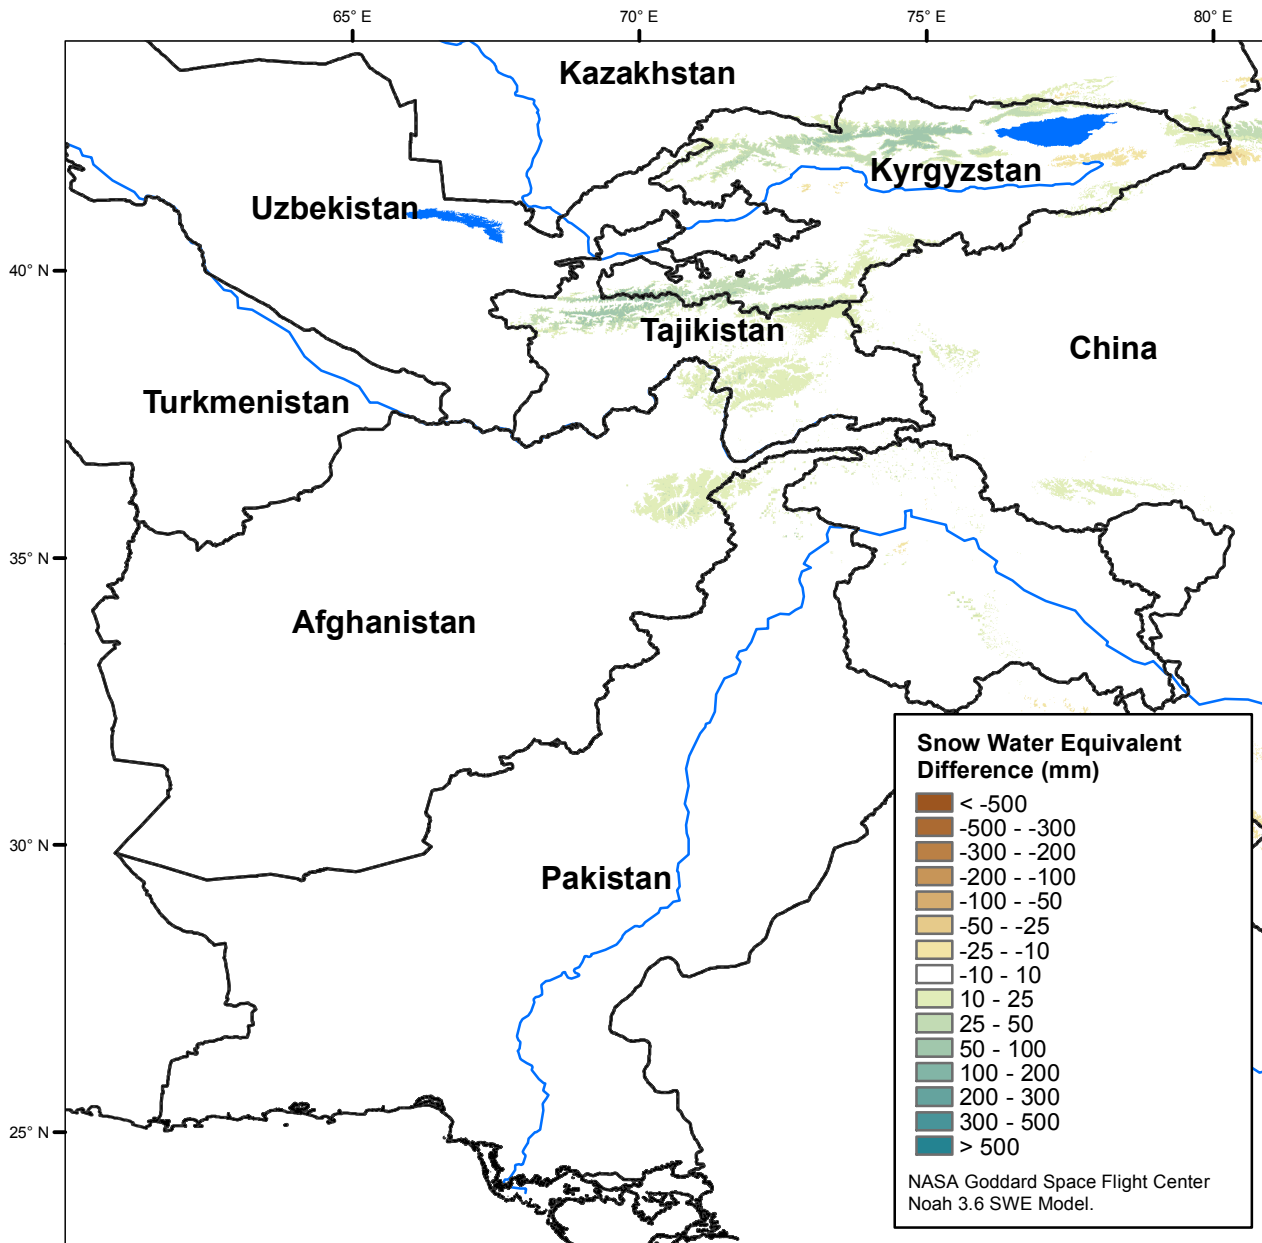 65° E
70° E
75° E
80° E
Kazakhstan
Kyrgyzstan
Uzbekistan
40° N
Tajikistan
China
Turkmenistan
35° N
Afghanistan
Snow Water Equivalent
Difference (mm)
< -500
-500 - -300
-300 - -200
-200 - -100
-100 - -50
-50 - -25
-25 - -10
-10 - 10
10 - 25
25 - 50
50 - 100
100 - 200
200 - 300
300 - 500
> 500
NASA Goddard Space Flight Center
Noah 3.6 SWE Model.
30° N
Pakistan
25° N